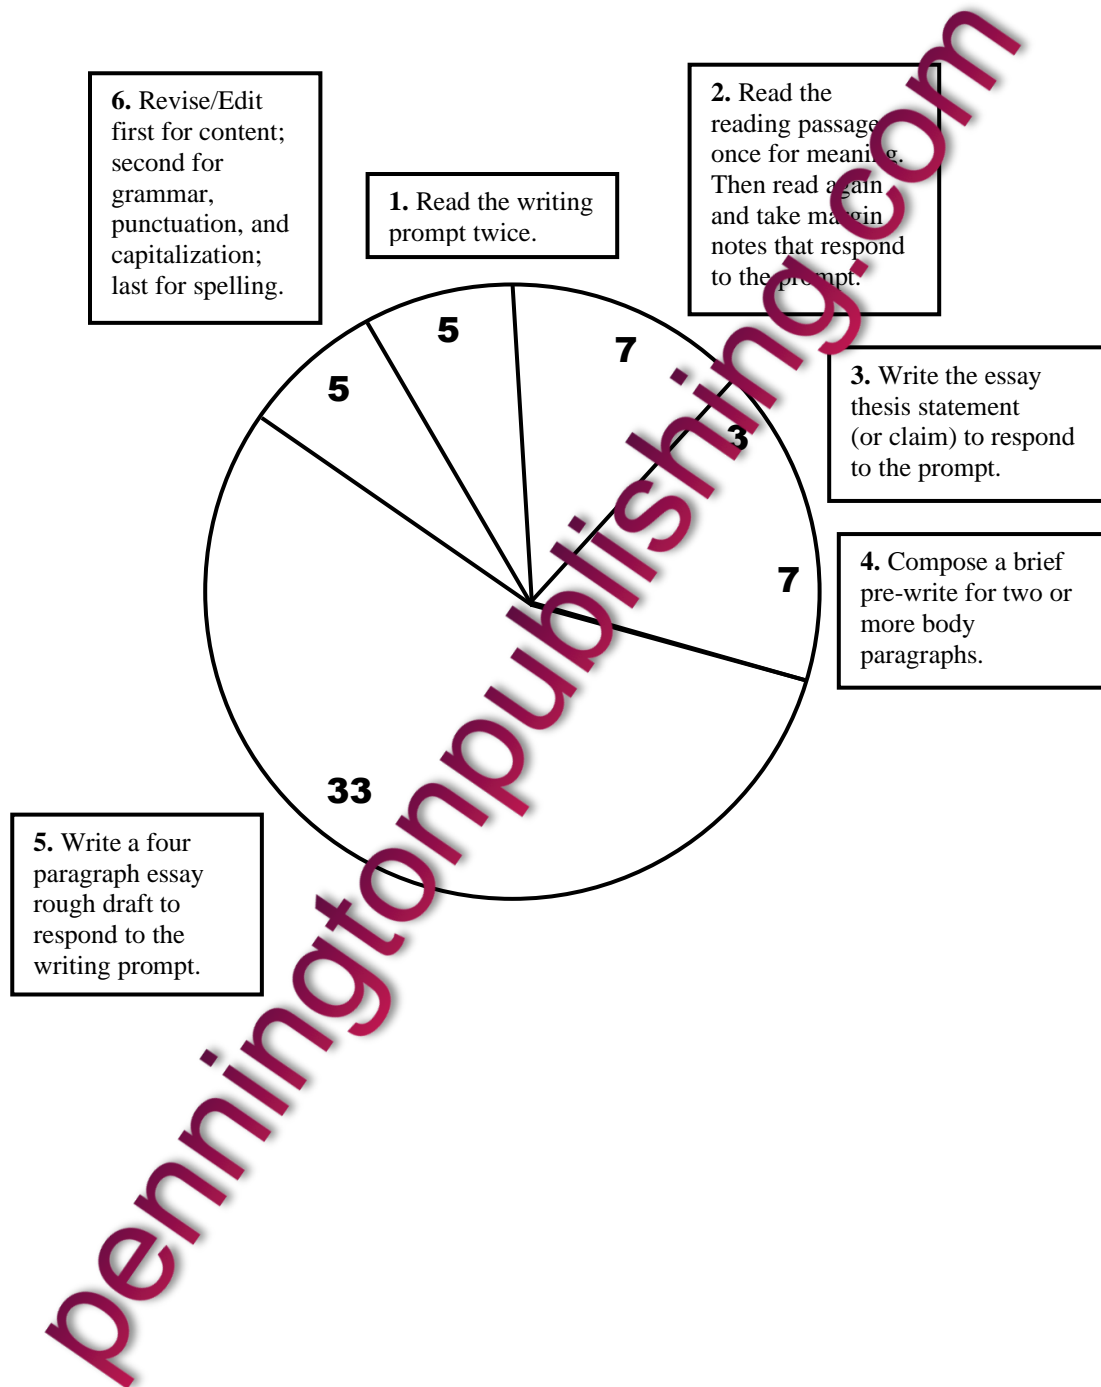 6. Revise/Edit
first for content;
second for
grammar,
punctuation, and
capitalization;
last for spelling.
1. Read the writing
prompt twice.
2. Read the
reading passage
once for meaning.
Then read again
and take margin
notes that respond
to the prompt.
3. Write the essay
thesis statement
(or claim) to respond
to the prompt.
4. Compose a brief
pre-write for two or
more body
paragraphs.
5. Write a four
paragraph essay
rough draft to
respond to the
writing prompt.
5
5
7
3
7
33
penningtonpublishing.com